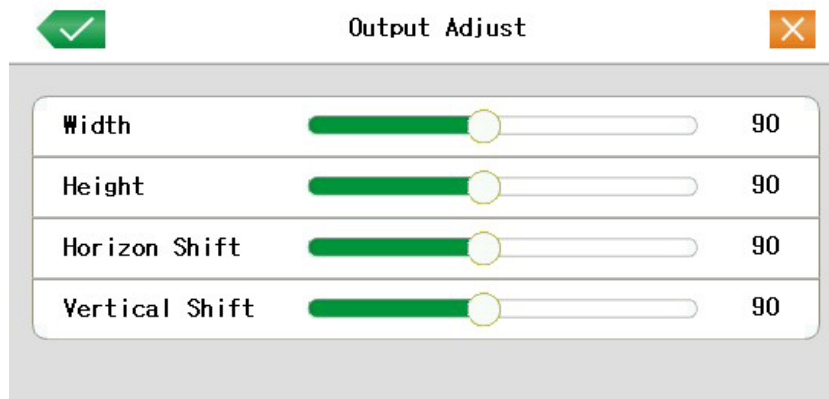 Output Adjust
Width 90
Height 90
Horizon Shift 90
Vertical Shift 90